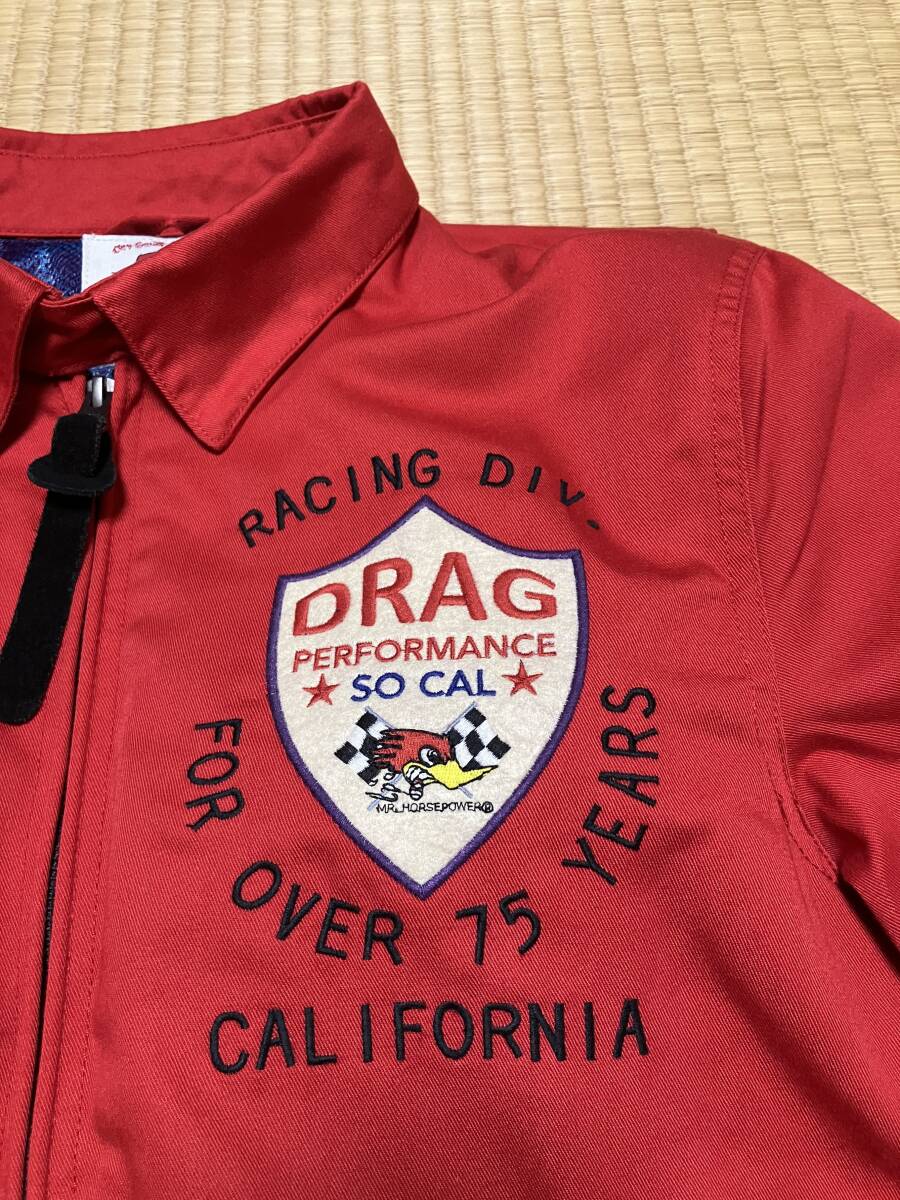 RACING DIV.
DRAG
PERFORMANCE
SO CAL
MR. HORSEPOWER®
FOR OVER 75 YEARS
CALIFORNIA